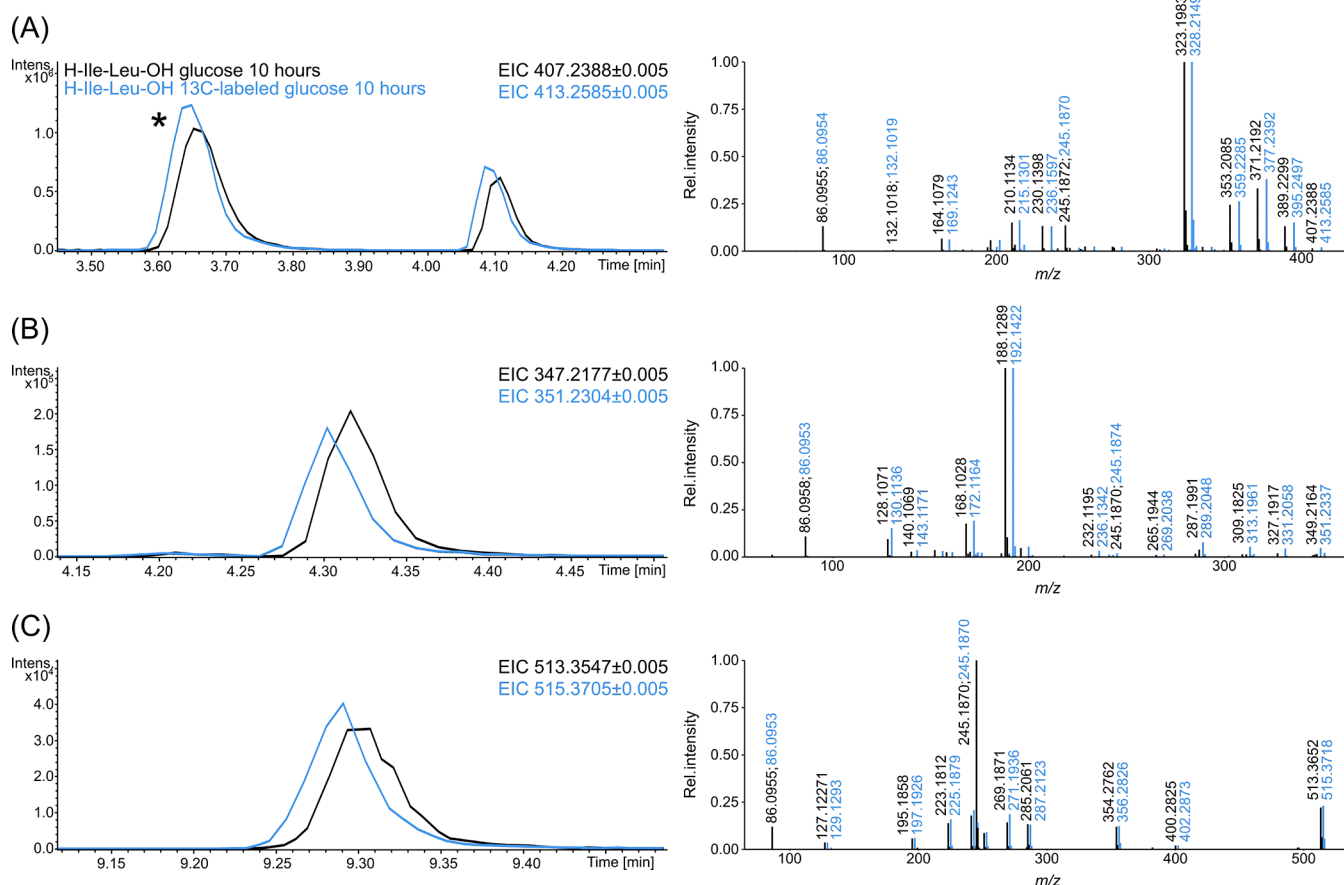 (A)
Intens.
x10⁶
H-Ile-Leu-OH glucose 10 hours
H-Ile-Leu-OH 13C-labeled glucose 10 hours
EIC 407.2388±0.005
EIC 413.2585±0.005
*
1.0
0.5
0.0
3.50 3.60 3.70 3.80 3.90 4.00 4.10 4.20
Time [min]
Rel.intensity
1.00
0.75
0.50
0.25
0.00
86.0955;86.0954
132.1018;132.1019
164.1079
169.1243
210.1134
215.1301
230.1398
236.1597
245.1872;245.1870
323.1983
328.2149
353.2085
359.2285
371.2192
377.2392
389.2299
395.2497
407.2388
413.2585
100 200 300 400
m/z
(B)
Intens.
x10⁵
EIC 347.2177±0.005
EIC 351.2304±0.005
2.0
1.5
1.0
0.5
0.0
4.15 4.20 4.25 4.30 4.35 4.40 4.45
Time [min]
Rel.intensity
1.00
0.75
0.50
0.25
0.00
86.0958;86.0953
128.1071
130.1136
140.1069
143.1171
168.1028
172.1164
188.1289
192.1422
232.1195
236.1342
245.1870;245.1874
265.1944
269.2038
287.1991
289.2048
309.1825
313.1961
327.1917
331.2058
349.2164
351.2337
100 200 300
m/z
(C)
Intens.
x10⁴
EIC 513.3547±0.005
EIC 515.3705±0.005
4.0
3.0
2.0
1.0
0.0
9.15 9.20 9.25 9.30 9.35 9.40
Time [min]
Rel.intensity
1.00
0.75
0.50
0.25
0.00
86.0955;86.0953
127.12271
129.1293
195.1858
197.1926
223.1812
225.1879
245.1870;245.1870
269.1871
271.1936
285.2061
287.2123
354.2762
356.2826
400.2825
402.2873
513.3652
515.3718
100 200 300 400 500
m/z